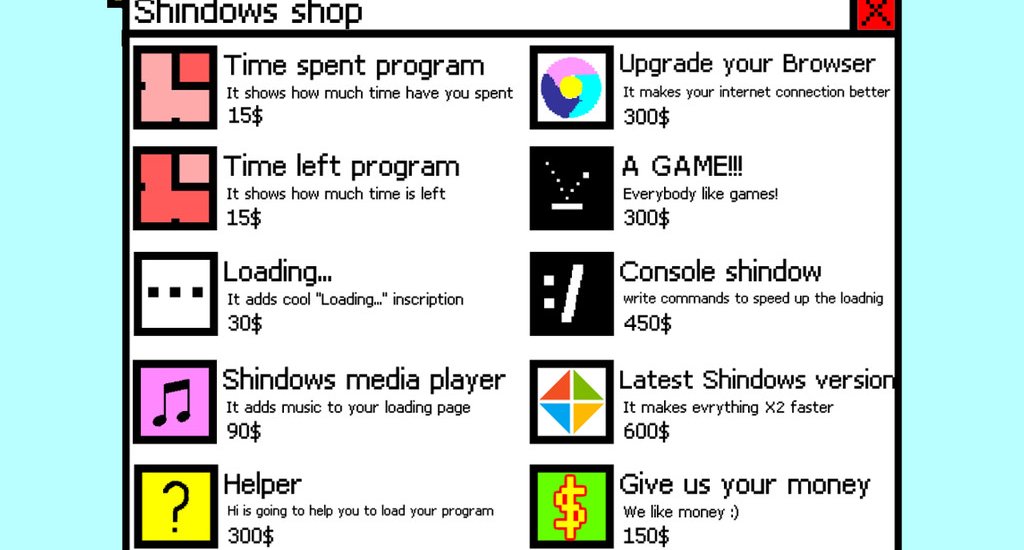 Shindows shop
Time spent program
It shows how much time have you spent
15$
Time left program
It shows how much time is left
15$
Loading...
It adds cool "Loading..." inscription
30$
Shindows media player
It adds music to your loading page
90$
Helper
Hi is going to help you to load your program
300$
Upgrade your Browser
It makes your internet connection better
300$
A GAME!!!
Everybody like games!
300$
:/
Console shindow
write commands to speed up the loadnig
450$
Latest Shindows version
It makes evrything X2 faster
600$
Give us your money
We like money :)
150$